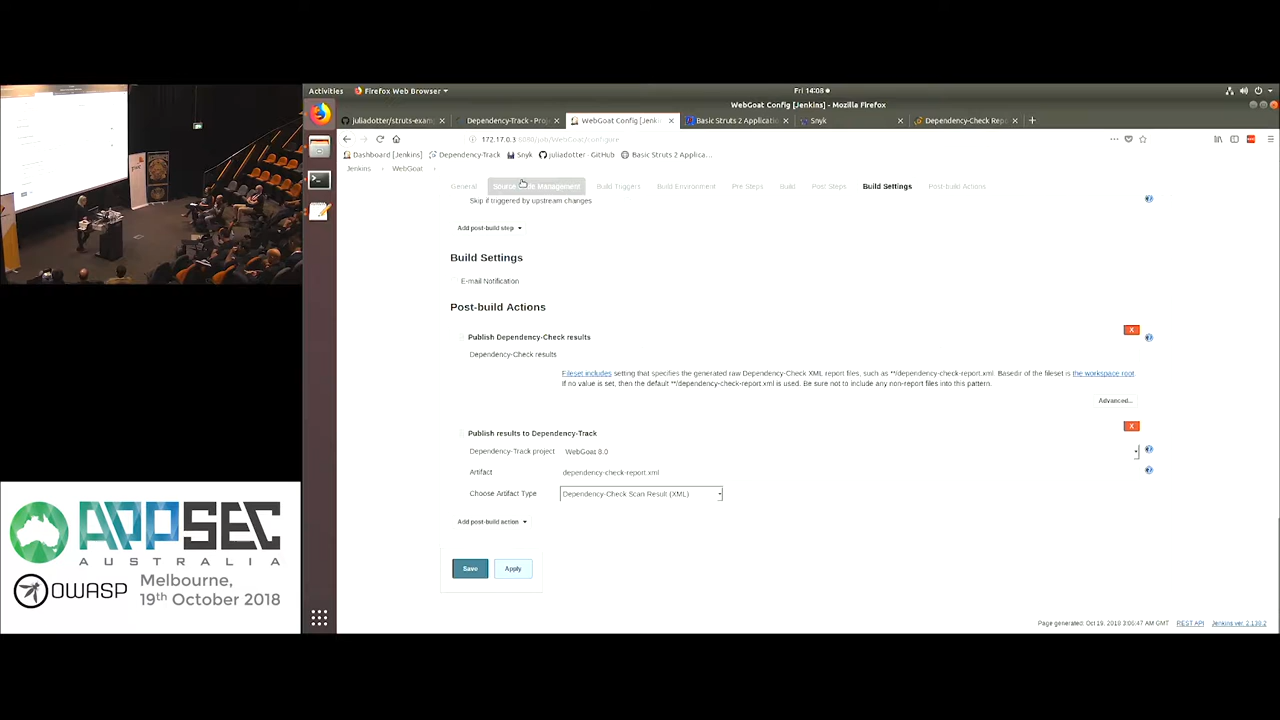 Activities
Firefox Web Browser
Fri 14:08
WebGoat Config [Jenkins] - Mozilla Firefox
juliadotter/struts-exam
Dependency-Track - Proj
WebGoat Config [Jenki
Basic Struts 2 Applicati
Snyk
Dependency-Check Repo
172.17.0.3:8080/job/WebGoat/configure
Dashboard [Jenkins]
Dependency-Track
Snyk
juliadotter · GitHub
Basic Struts 2 Applica...
Jenkins
WebGoat
General
Source Code Management
Build Triggers
Build Environment
Pre Steps
Build
Post Steps
Build Settings
Post-build Actions
Skip if triggered by upstream changes
Add post-build step
Build Settings
E-mail Notification
Post-build Actions
Publish Dependency-Check results
X
Dependency-Check results
Fileset includes setting that specifies the generated raw Dependency-Check XML report files, such as **/dependency-check-report.xml. Basedir of the fileset is the workspace root.
If no value is set, then the default **/dependency-check-report.xml is used. Be sure not to include any non-report files into this pattern.
Advanced...
Publish results to Dependency-Track
X
Dependency-Track project
WebGoat 8.0
Artifact
dependency-check-report.xml
Choose Artifact Type
Dependency-Check Scan Result (XML)
Add post-build action
Save
Apply
Page generated: Oct 19, 2018 3:06:47 AM GMT
REST API
Jenkins ver. 2.138.2
APPSEC
AUSTRALIA
OWASP
Melbourne,
19th October 2018